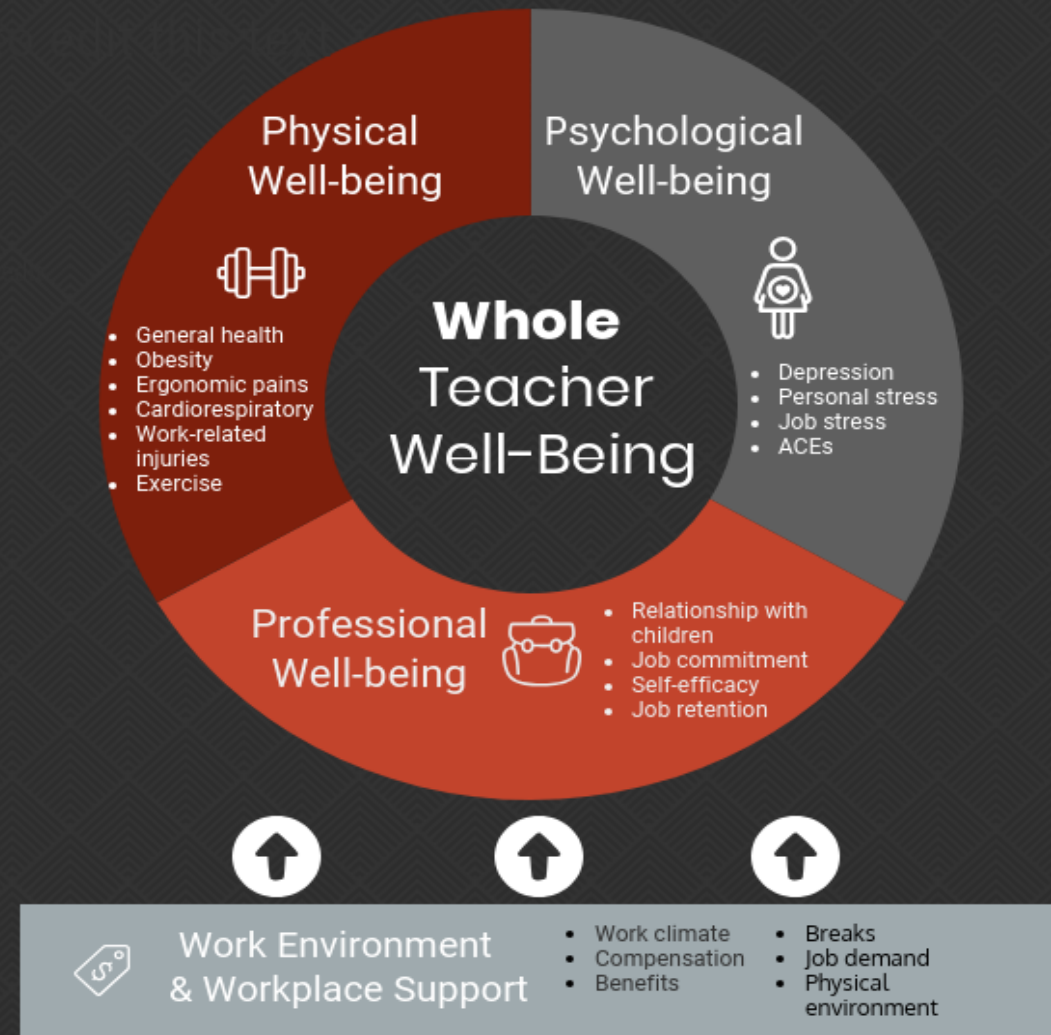 Physical
Well-being
Psychological
Well-being
Whole
Teacher
Well-Being
• General health
• Obesity
• Ergonomic pains
• Cardiorespiratory
• Work-related
injuries
• Exercise
• Depression
• Personal stress
• Job stress
• ACEs
Professional
Well-being
• Relationship with
children
• Job commitment
• Self-efficacy
• Job retention
$
Work Environment
& Workplace Support
• Work climate
• Compensation
• Benefits
• Breaks
• Job demand
• Physical
environment